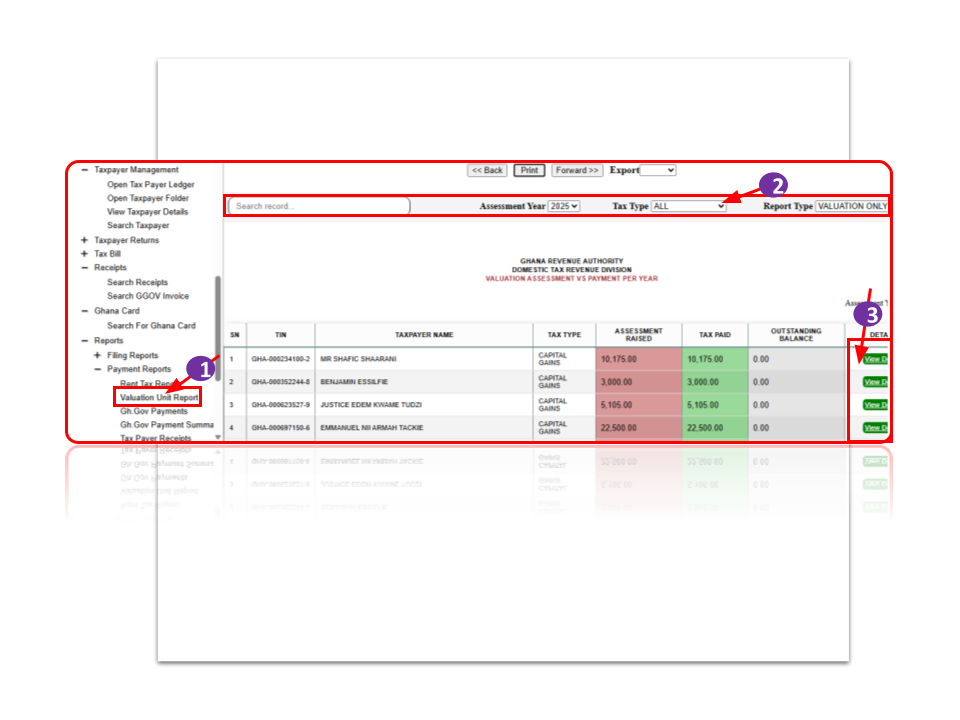 Taxpayer Management
Open Tax Payer Ledger
Open Taxpayer Folder
View Taxpayer Details
Search Taxpayer
Taxpayer Returns
Tax Bill
Receipts
Search Receipts
Search GGOV Invoice
Ghana Card
Search For Ghana Card
Reports
Filing Reports
Payment Reports
Rent Tax
Valuation Unit Report
Gh.Gov Payments
Gh.Gov Payment Summa
Tax Payer Receipts
1
<< Back Print Forward >> Export
2
Search record... Assessment Year 2025 Tax Type ALL Report Type VALUATION ONLY
GHANA REVENUE AUTHORITY
DOMESTIC TAX REVENUE DIVISION
VALUATION ASSESSMENT VS PAYMENT PER YEAR
3
SN TIN TAXPAYER NAME TAX TYPE ASSESSMENT RAISED TAX PAID OUTSTANDING BALANCE DETA
1 GHA-000234100-2 MR SHAFIC SHAARANI CAPITAL GAINS 10,175.00 10,175.00 0.00 View D
2 GHA-000352244-8 BENJAMIN ESSILFIE CAPITAL GAINS 3,000.00 3,000.00 0.00 View D
3 GHA-000623527-9 JUSTICE EDEM KWAME TUDZI CAPITAL GAINS 5,105.00 5,105.00 0.00 View D
4 GHA-000697150-6 EMMANUEL NII ARMAH TACKIE CAPITAL GAINS 22,500.00 22,500.00 0.00 View D